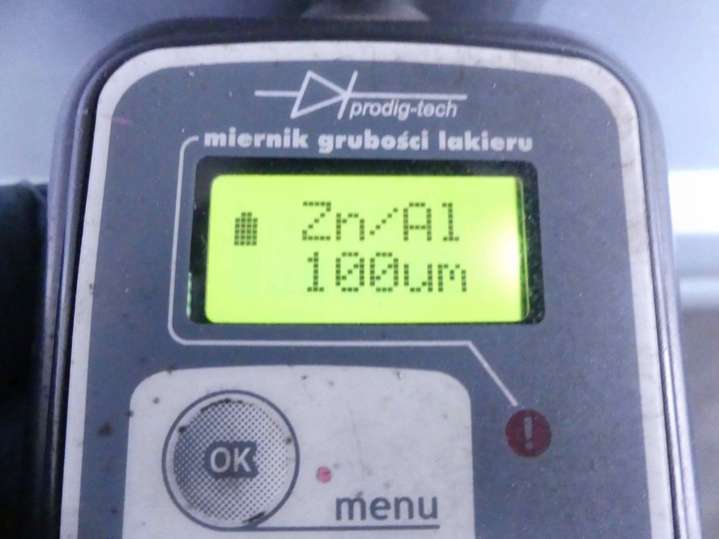 prodig-tech
miernik grubości lakieru
Zn/Al
100um
OK
menu